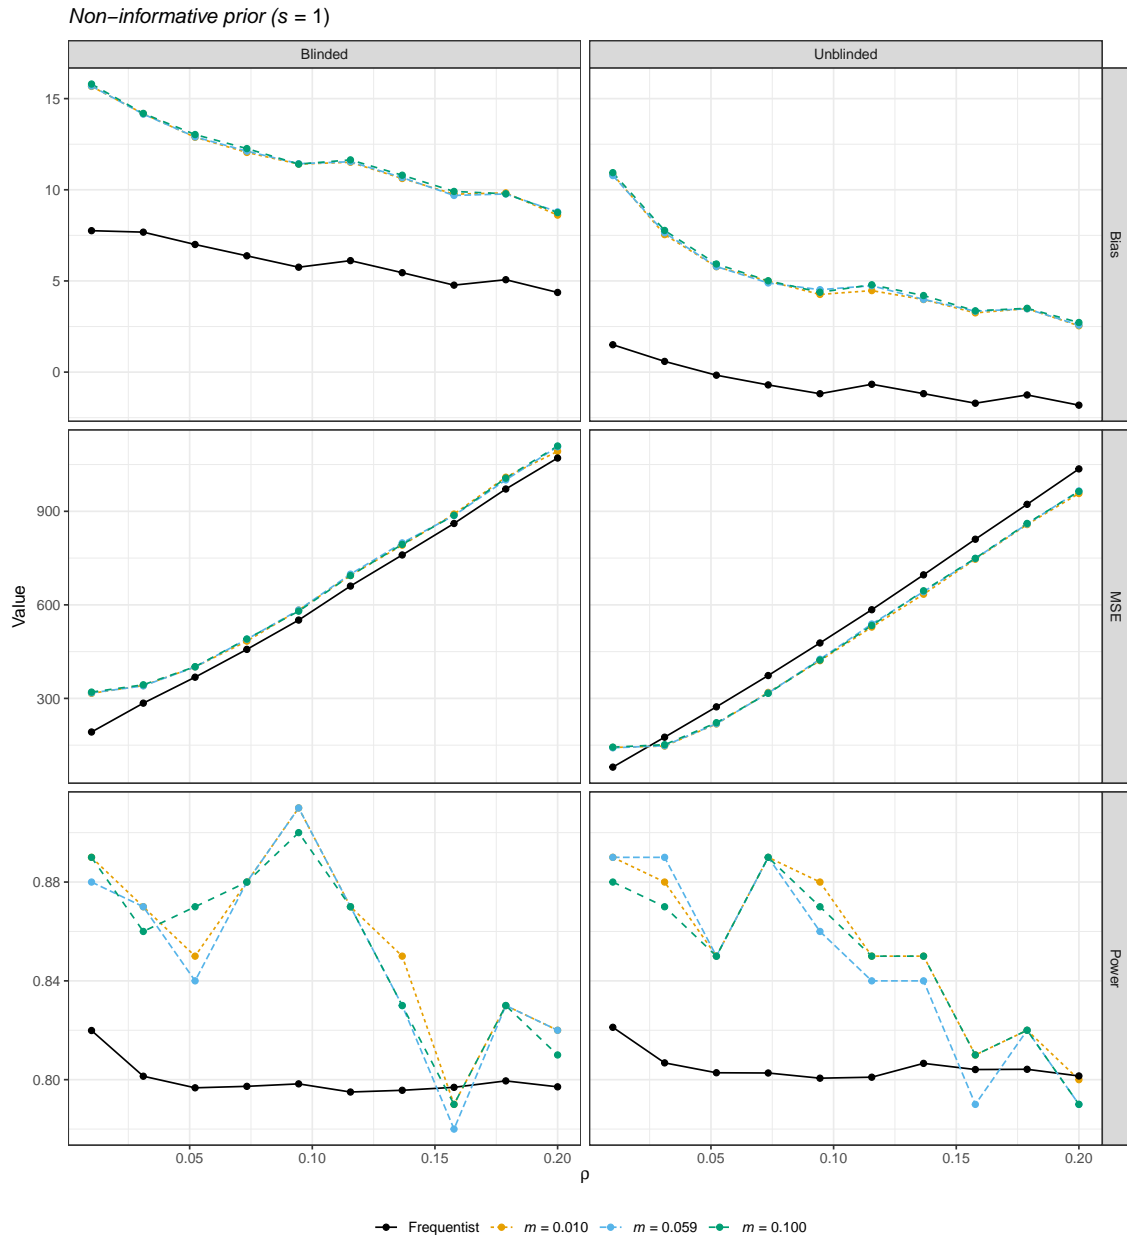 Non−informative prior (s = 1)
Blinded
Unblinded
15
10
5
0
Bias
900
600
300
MSE
Value
0.88
0.84
0.80
Power
0.05
0.10
0.15
0.20
0.05
0.10
0.15
0.20
ρ
Frequentist
m = 0.010
m = 0.059
m = 0.100